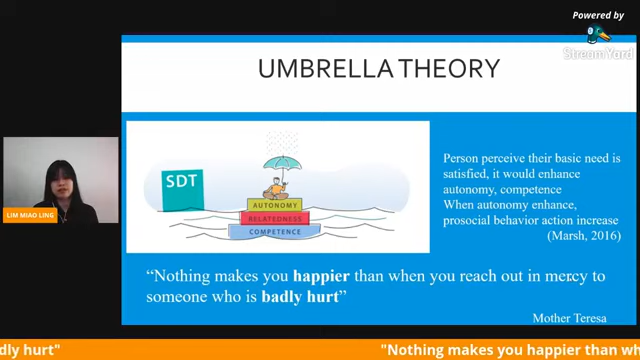 Powered by
StreamYard
UMBRELLA THEORY
SDT
AUTONOMY
RELATEDNESS
COMPETENCE
Person perceive their basic need is
satisfied, it would enhance
autonomy, competence
When autonomy enhance,
prosocial behavior action increase
(Marsh, 2016)
LIM MIAO LING
“Nothing makes you happier than when you reach out in mercy to
someone who is badly hurt”
Mother Teresa
dly hurt" "Nothing makes you happier than wh